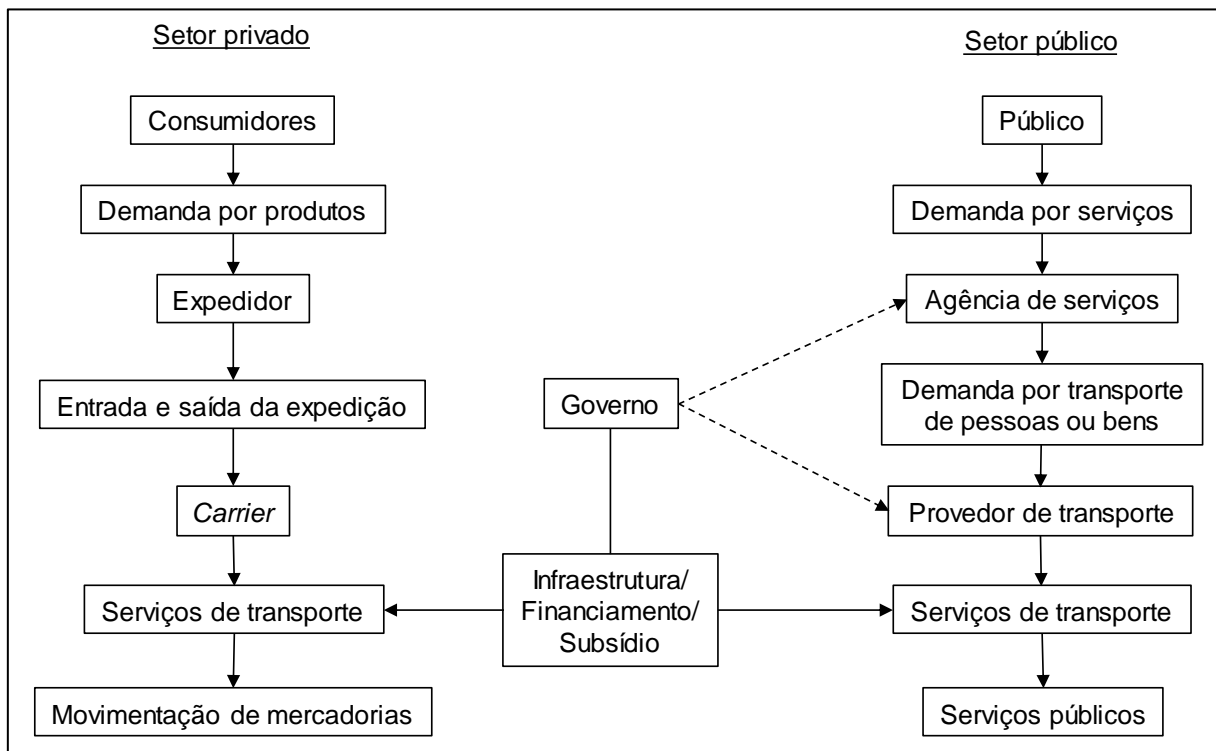 Setor privado
Consumidores
Demanda por produtos
Expedidor
Entrada e saída da expedição
Carrier
Serviços de transporte
Movimentação de mercadorias
Governo
Infraestrutura/
Financiamento/
Subsídio
Setor público
Público
Demanda por serviços
Agência de serviços
Demanda por transporte
de pessoas ou bens
Provedor de transporte
Serviços de transporte
Serviços públicos